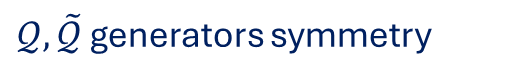 𝒬, 𝒬̃ generators symmetry